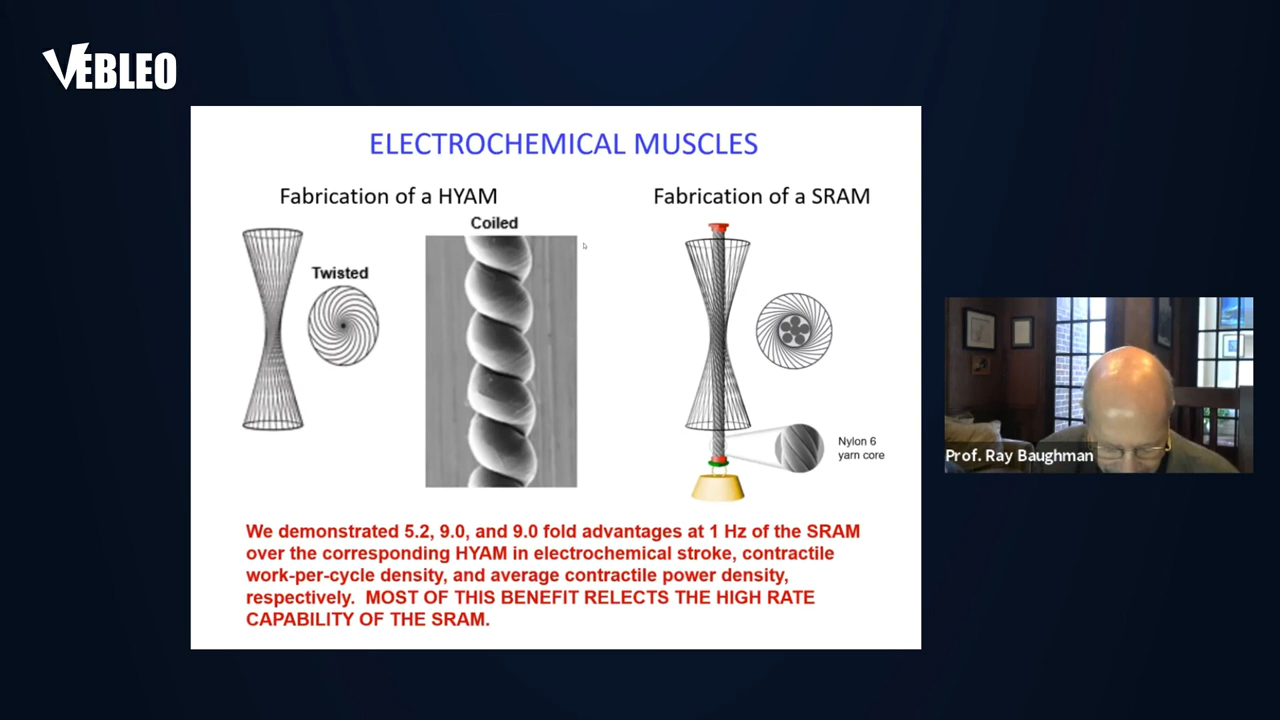 VEBLEO
ELECTROCHEMICAL MUSCLES
Fabrication of a HYAM
Fabrication of a SRAM
Coiled
Twisted
Nylon 6
yarn core
We demonstrated 5.2, 9.0, and 9.0 fold advantages at 1 Hz of the SRAM
over the corresponding HYAM in electrochemical stroke, contractile
work-per-cycle density, and average contractile power density,
respectively. MOST OF THIS BENEFIT RELECTS THE HIGH RATE
CAPABILITY OF THE SRAM.
Prof. Ray Baughman